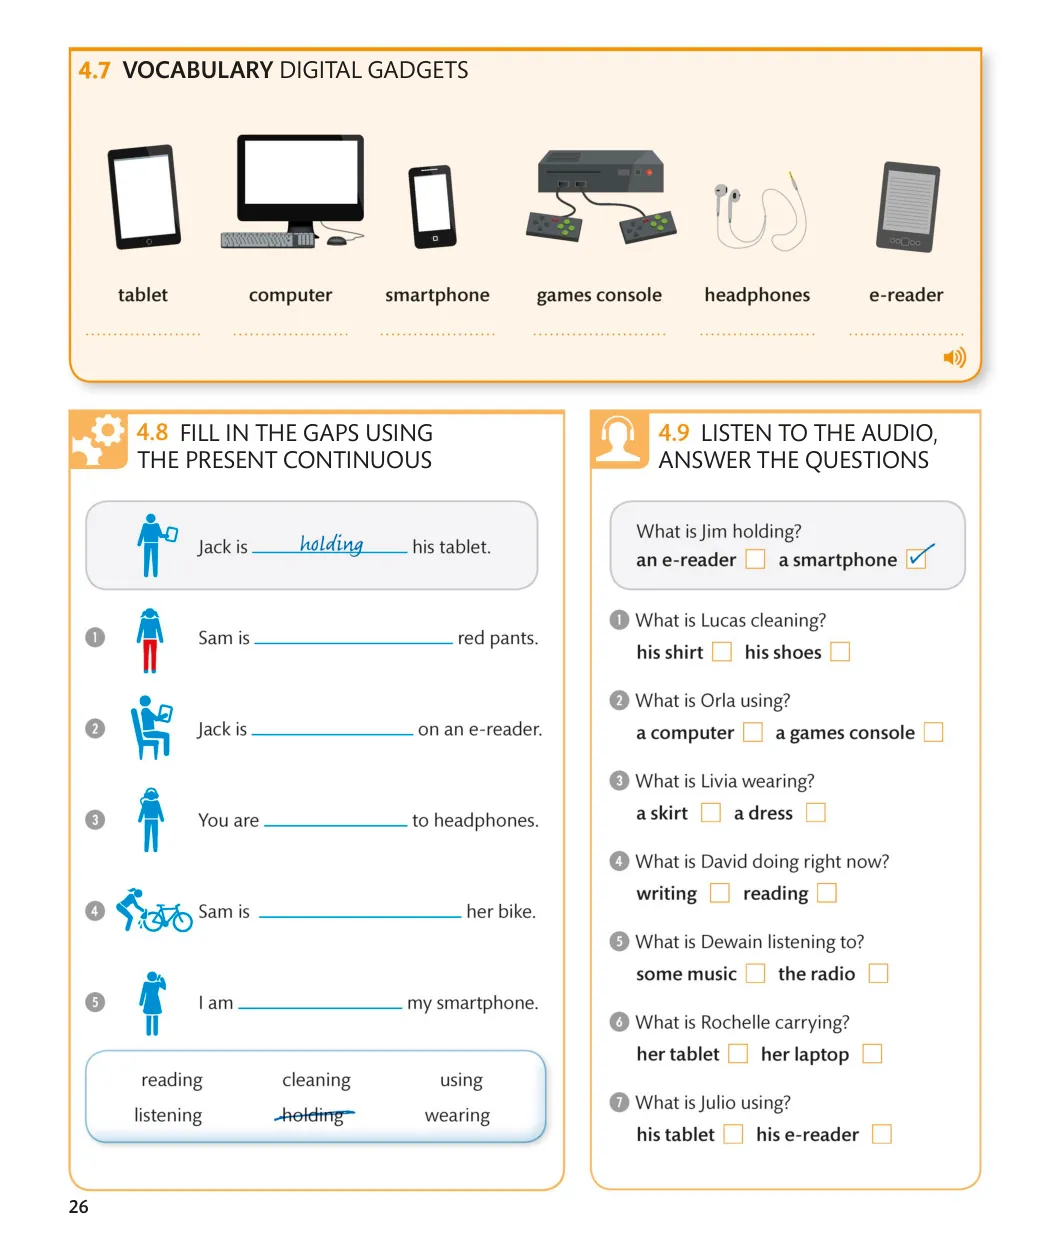 4.7 VOCABULARY DIGITAL GADGETS
tablet computer smartphone games console headphones e-reader
4.8 FILL IN THE GAPS USING
THE PRESENT CONTINUOUS
Jack is holding his tablet.
1 Sam is red pants.
2 Jack is on an e-reader.
3 You are to headphones.
4 Sam is her bike.
5 I am my smartphone.
reading cleaning using
listening holding wearing
4.9 LISTEN TO THE AUDIO,
ANSWER THE QUESTIONS
What is Jim holding?
an e-reader a smartphone
1 What is Lucas cleaning?
his shirt his shoes
2 What is Orla using?
a computer a games console
3 What is Livia wearing?
a skirt a dress
4 What is David doing right now?
writing reading
5 What is Dewain listening to?
some music the radio
6 What is Rochelle carrying?
her tablet her laptop
7 What is Julio using?
his tablet his e-reader
26